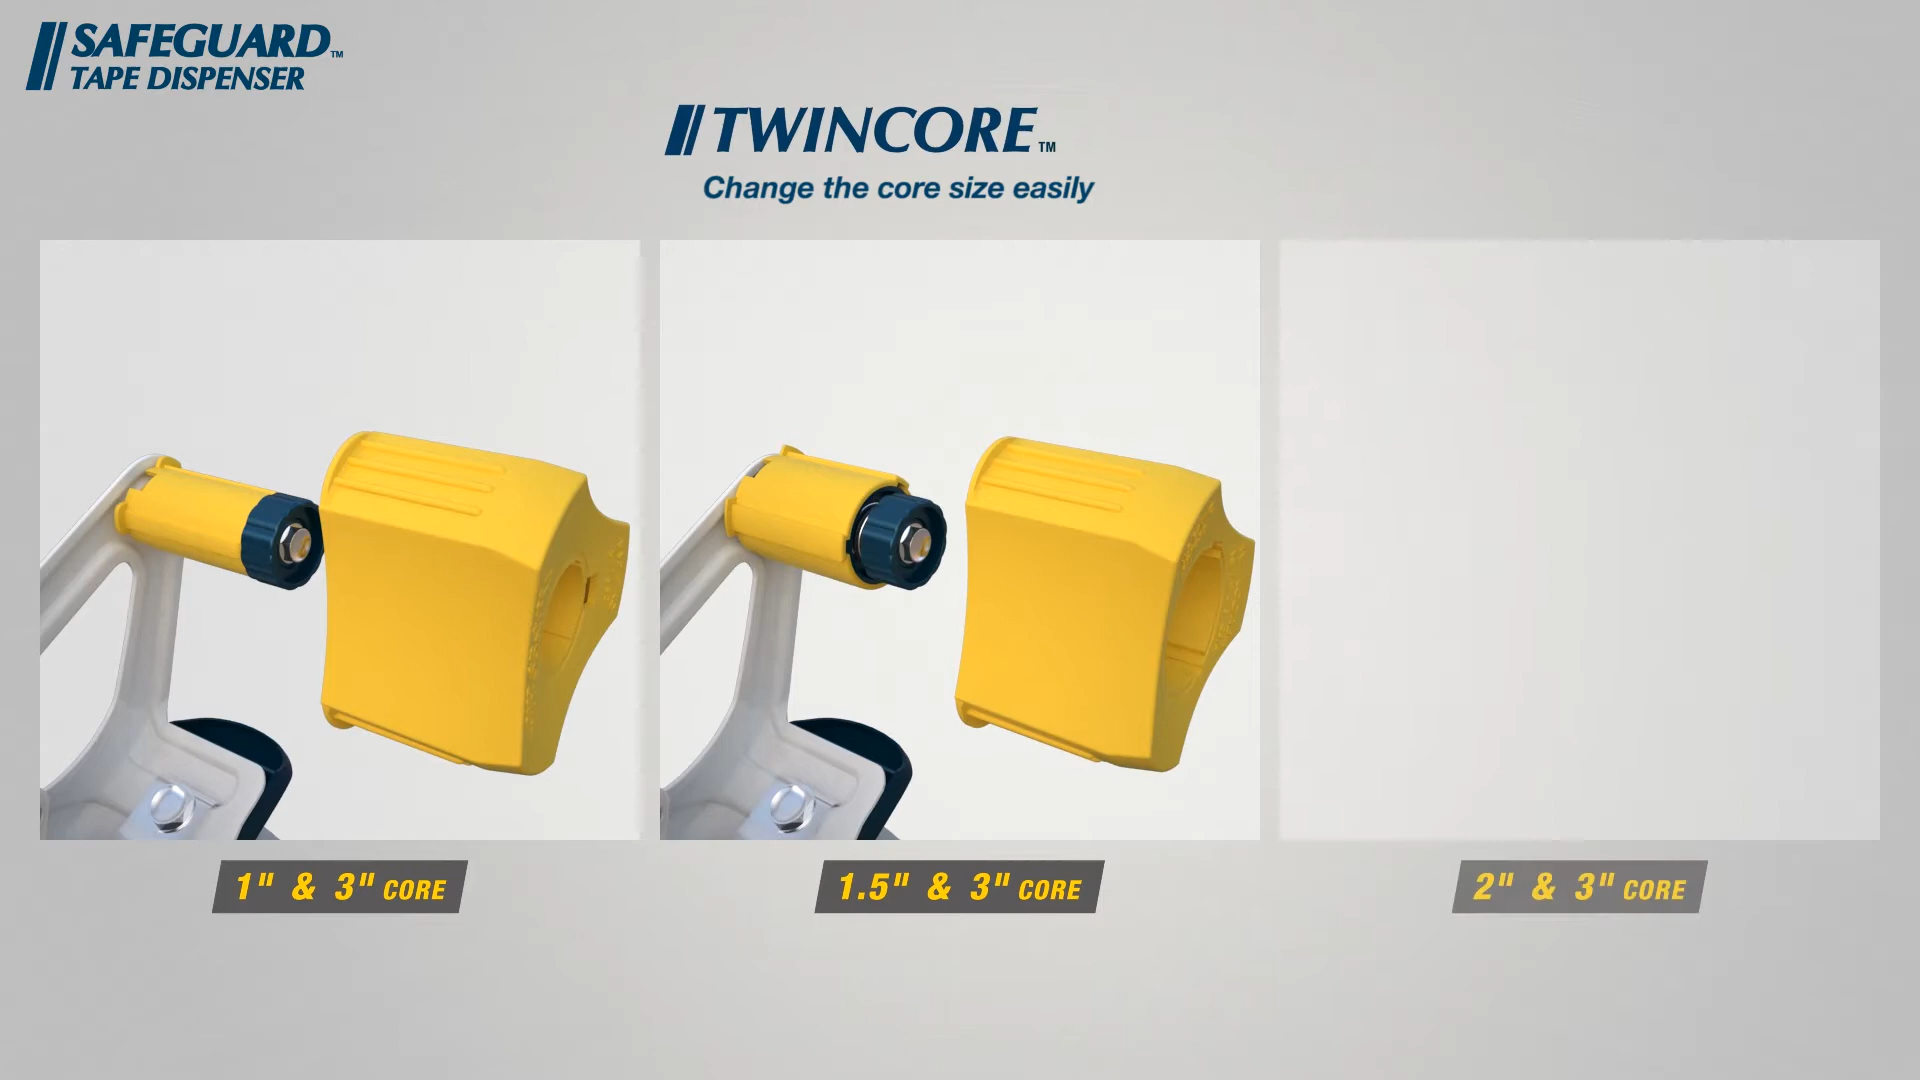 SAFEGUARD™
TAPE DISPENSER
TWINCORE™
Change the core size easily
1" & 3" CORE
1.5" & 3" CORE
2" & 3" CORE